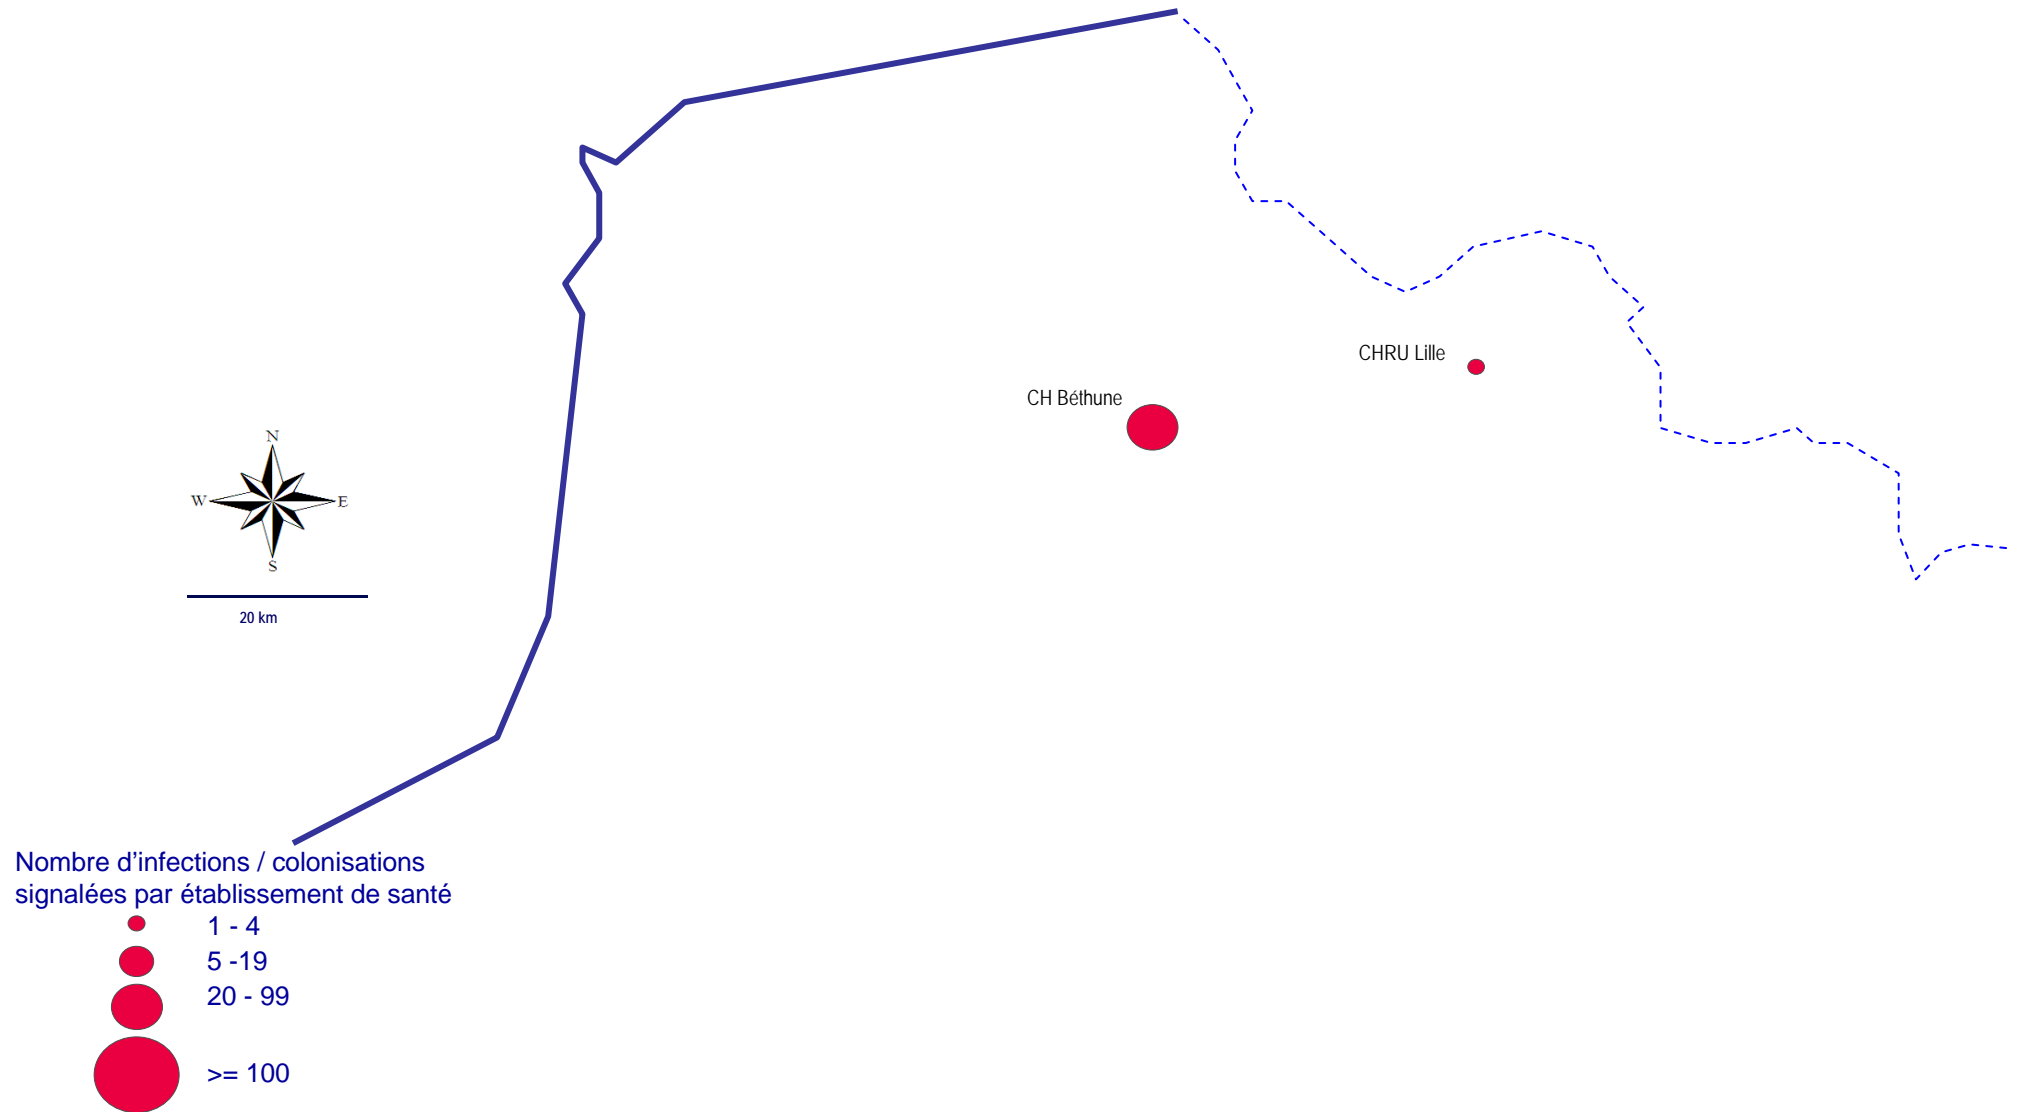 CHRU Lille
CH Béthune
N
W
E
S
20 km
Nombre d'infections / colonisations
signalées par établissement de santé
1 - 4
5 -19
20 - 99
>= 100